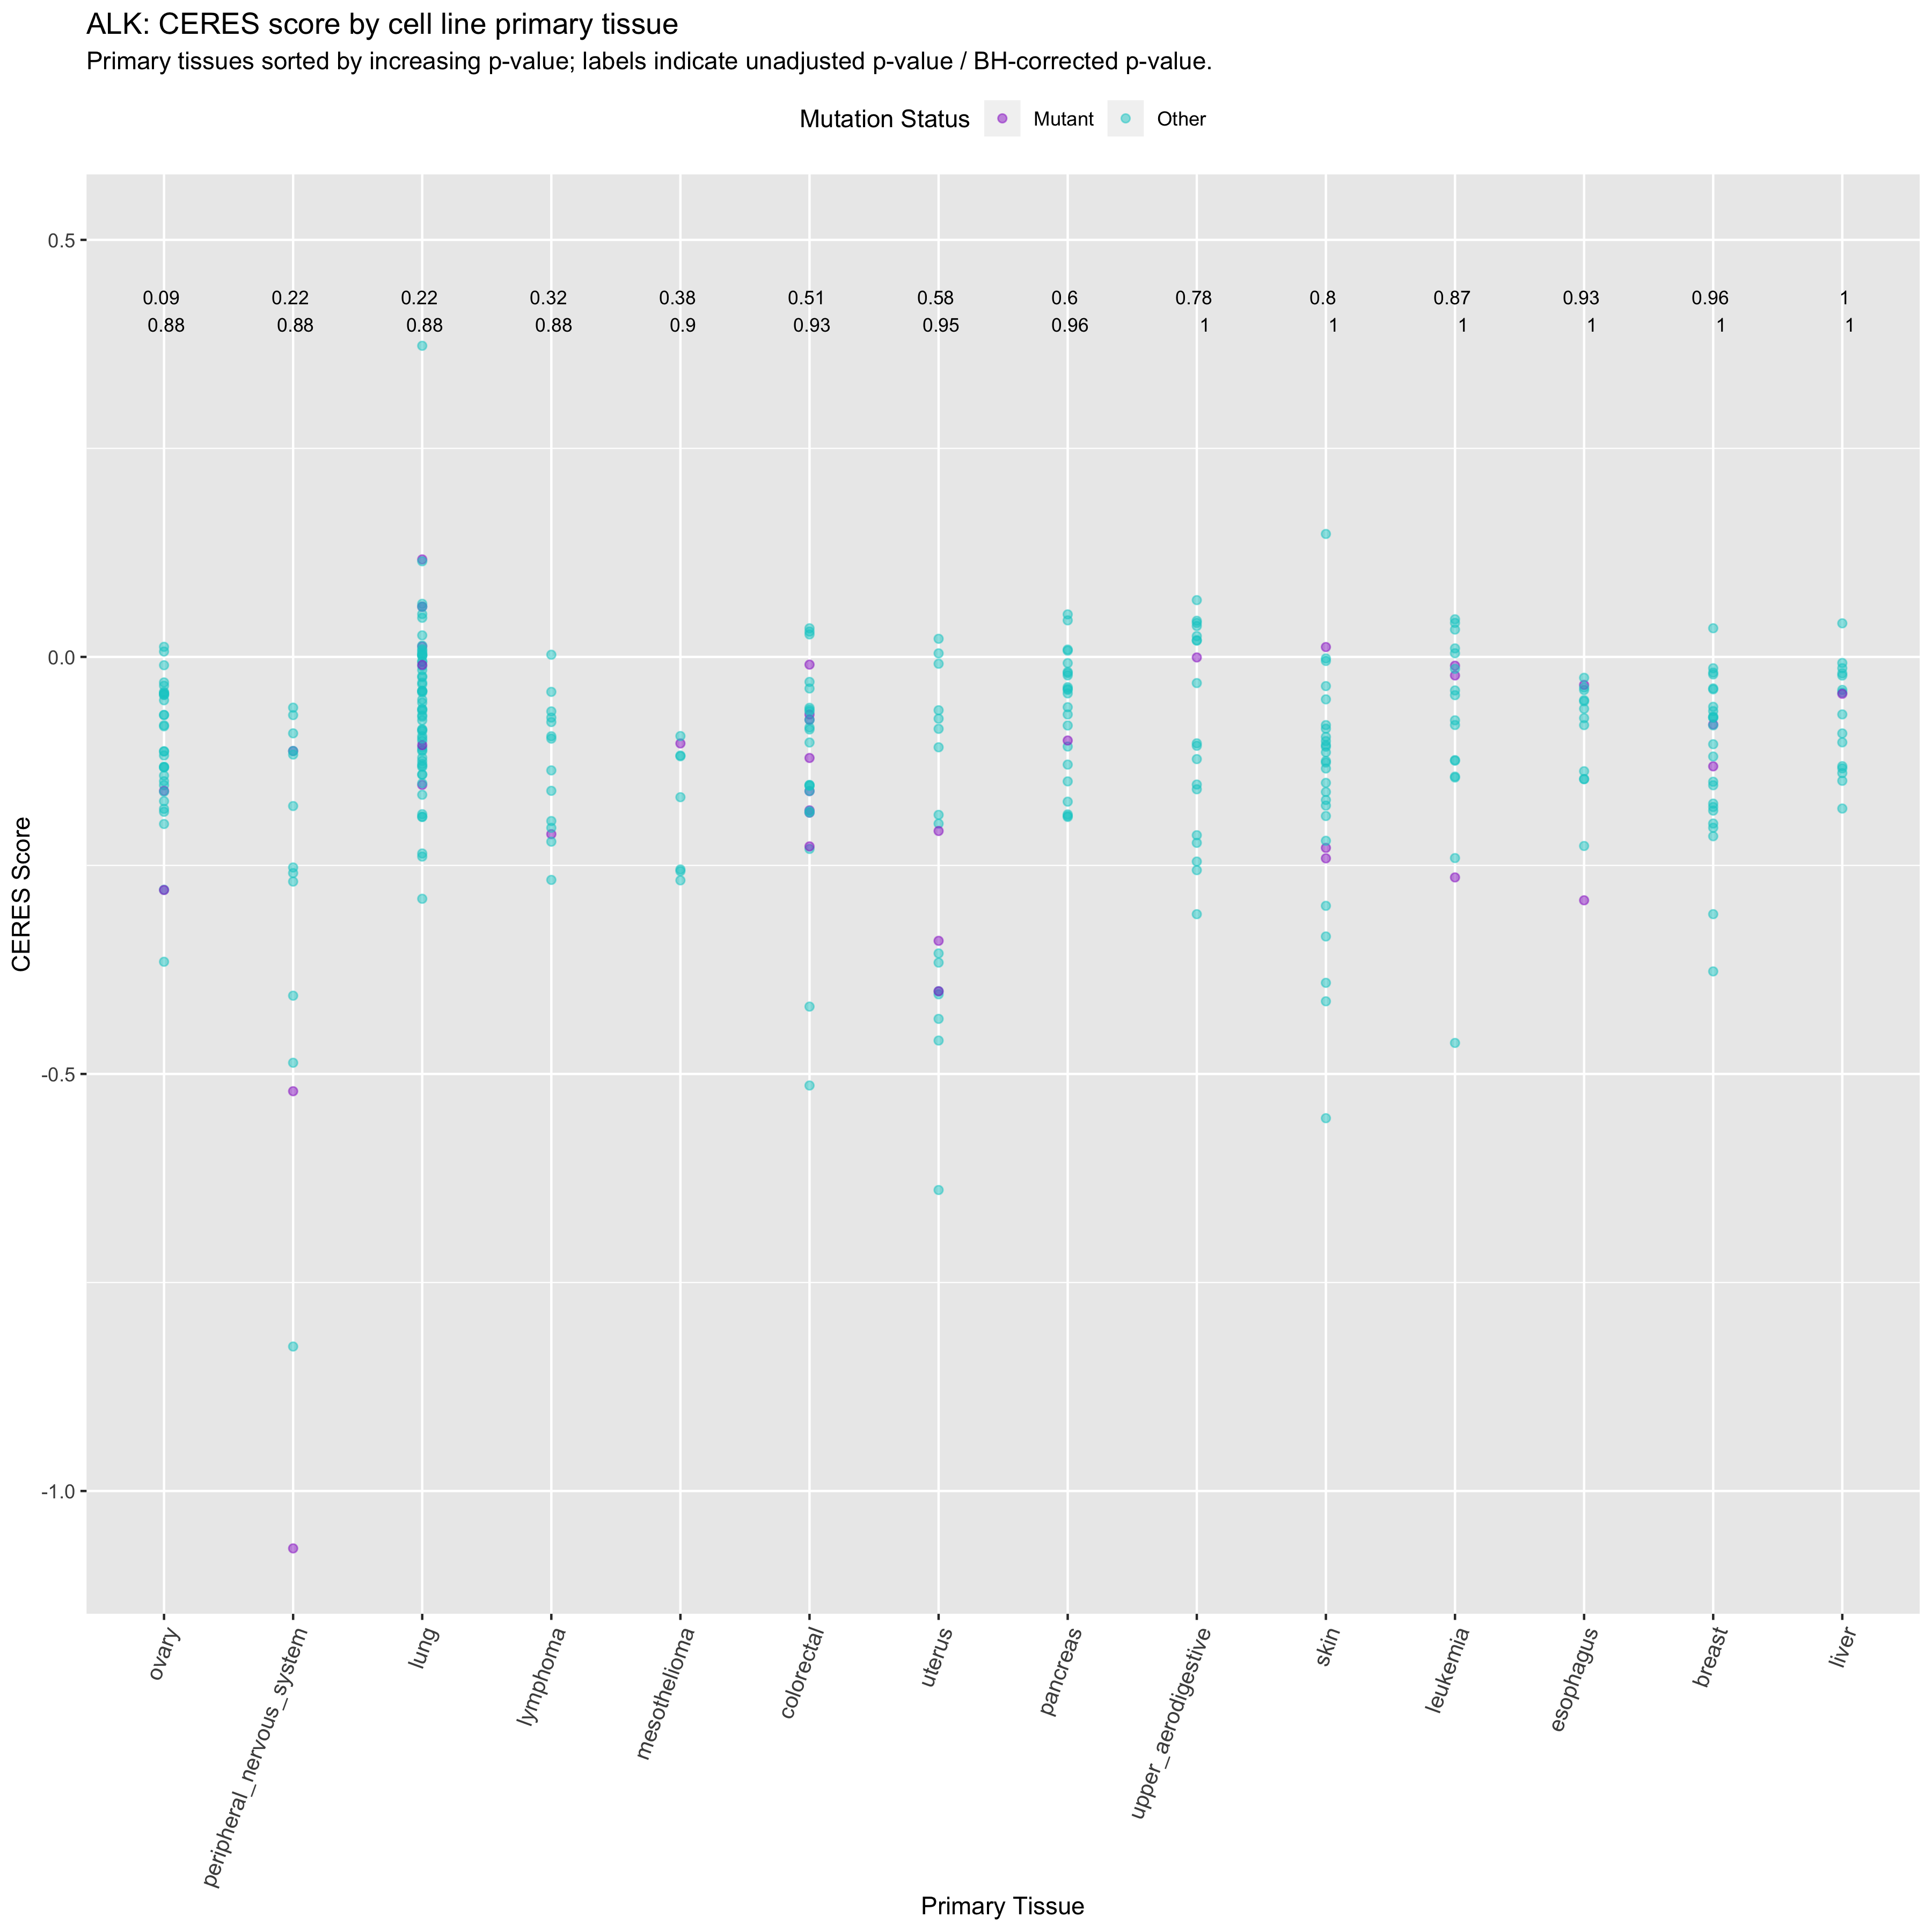 ALK: CERES score by cell line primary tissue
Primary tissues sorted by increasing p-value; labels indicate unadjusted p-value / BH-corrected p-value.
Mutation Status Mutant Other
0.5
0.09 0.22 0.22 0.32 0.38 0.51 0.58 0.6 0.78 0.8 0.87 0.93 0.96 1
0.88 0.88 0.88 0.88 0.9 0.93 0.95 0.96 1 1 1 1 1 1
0.0
-0.5
-1.0
CERES Score
ovary
peripheral_nervous_system
lung
lymphoma
mesothelioma
colorectal
uterus
pancreas
upper_aerodigestive
skin
leukemia
esophagus
breast
liver
Primary Tissue